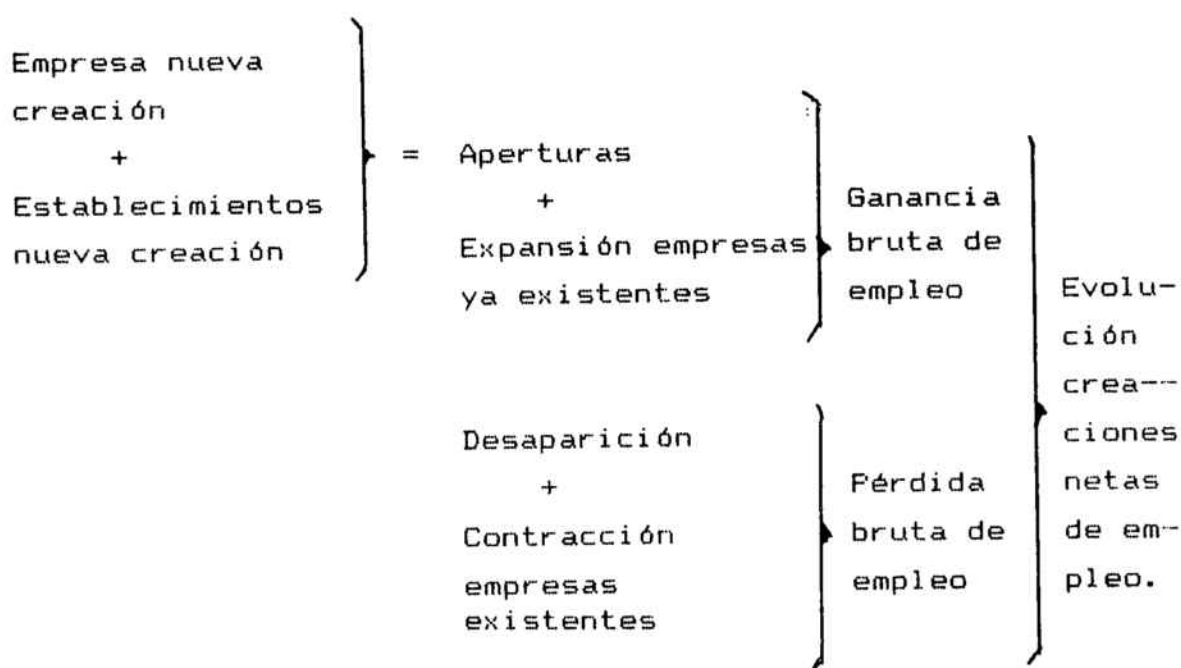 Empresa nueva
creación
+
Establecimientos
nueva creación
= Aperturas
+
Expansión empresas
ya existentes
Ganancia
bruta de
empleo
Desaparición
+
Contracción
empresas
existentes
Pérdida
bruta de
empleo
Evolu-
ción
crea--
ciones
netas
de em-
pleo.